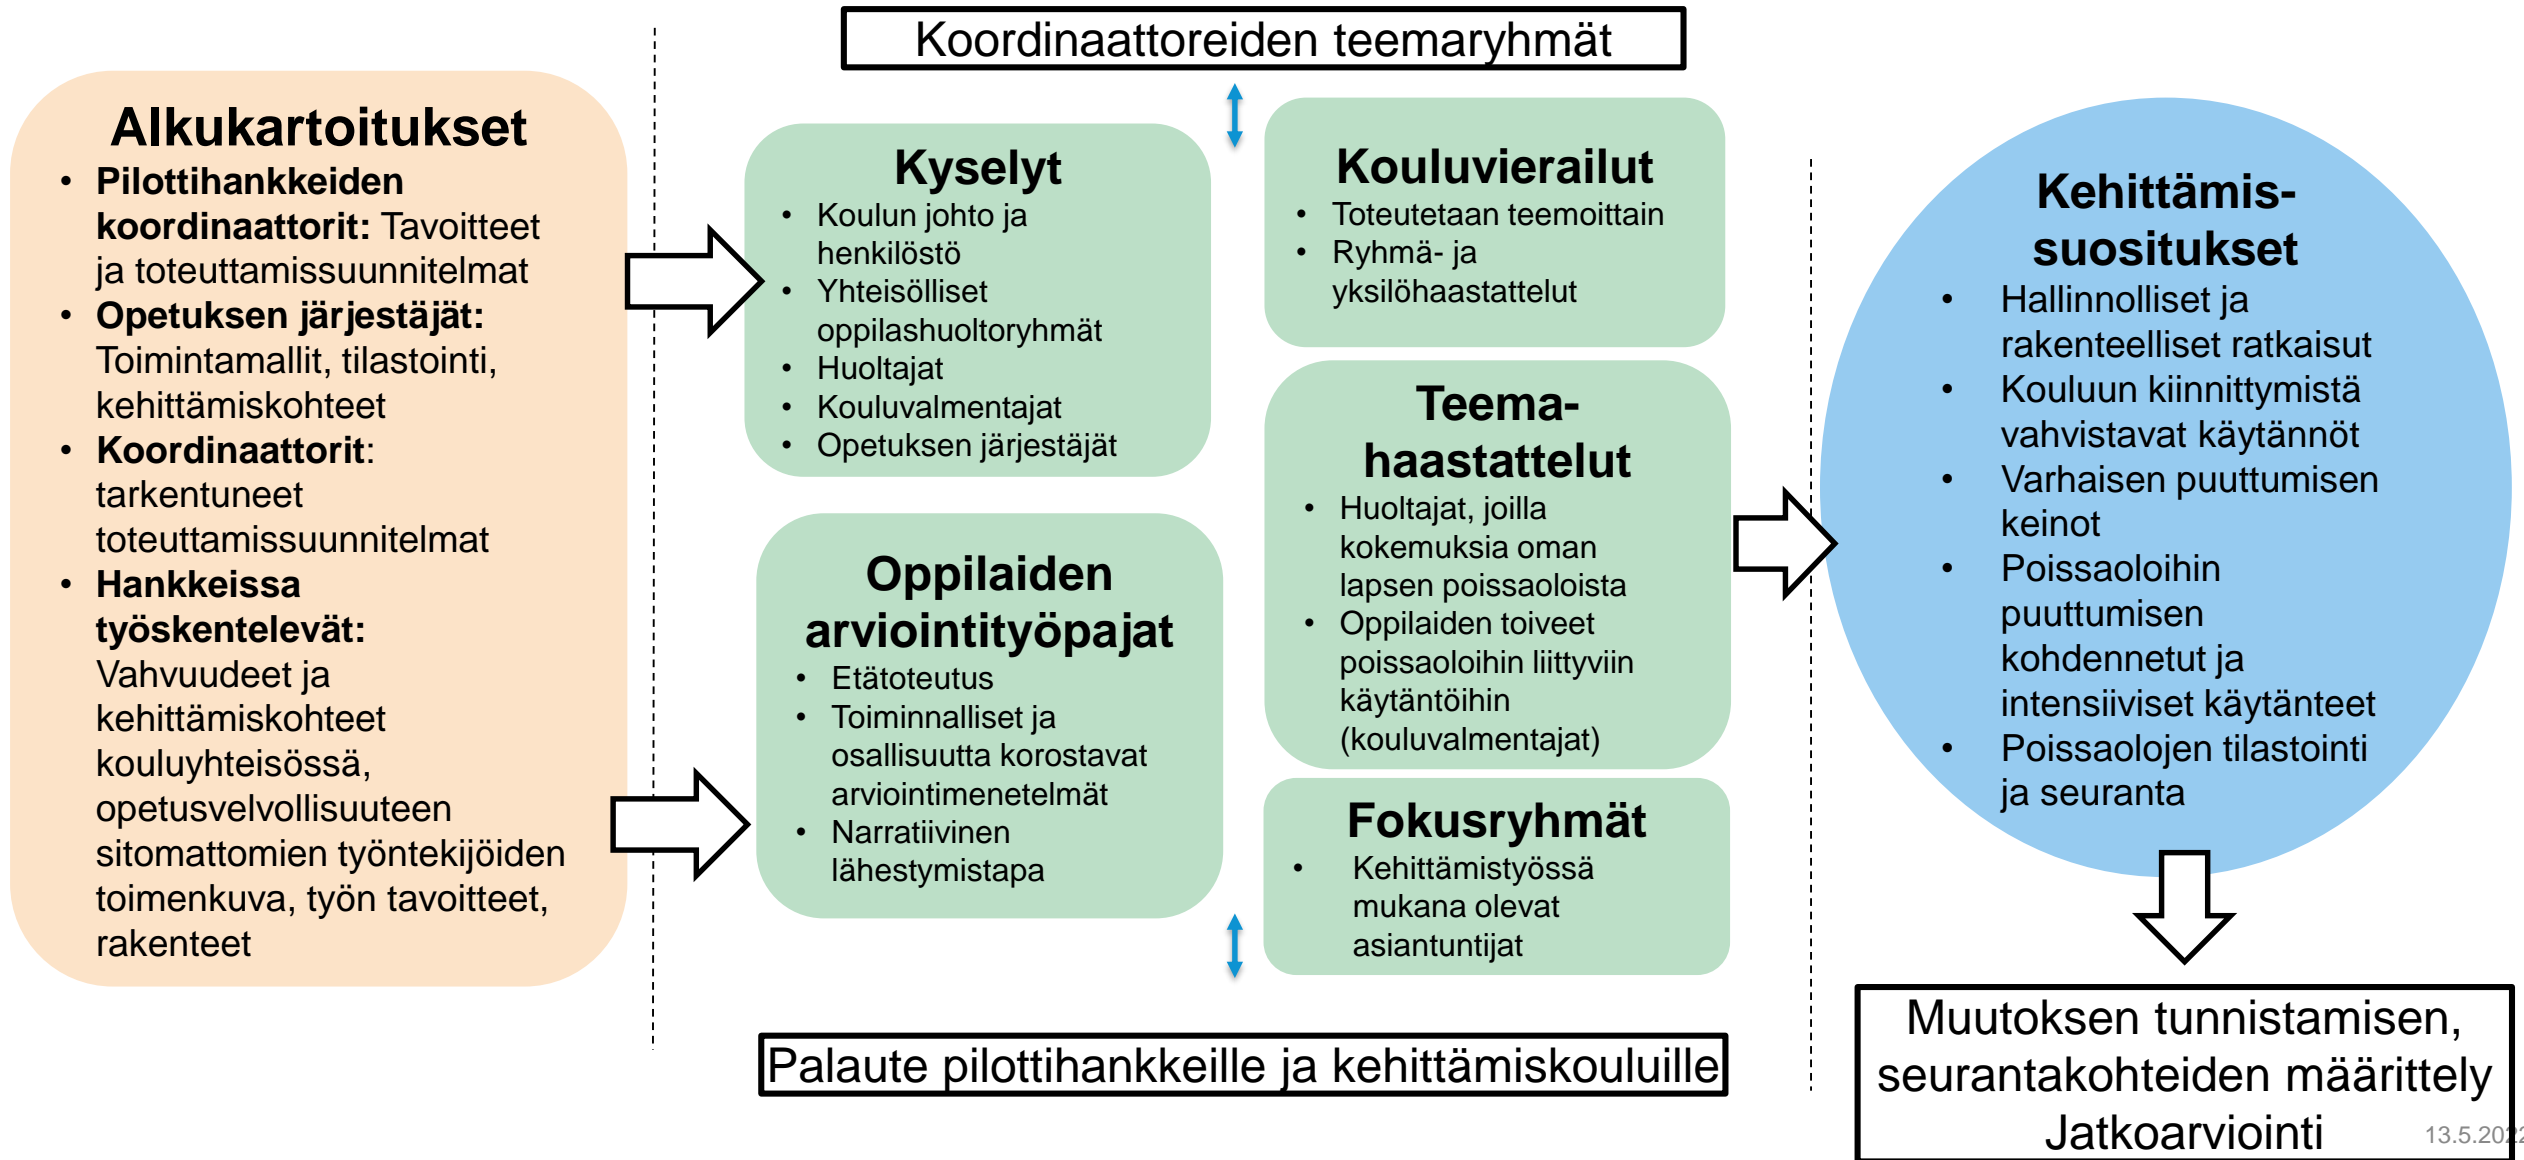 Koordinaattoreiden teemaryhmät
Alkukartoitukset
• Pilottihankkeiden
koordinaattorit: Tavoitteet
ja toteuttamissuunnitelmat
• Opetuksen järjestäjät:
Toimintamallit, tilastointi,
kehittämiskohteet
• Koordinaattorit:
tarkentuneet
toteuttamissuunnitelmat
• Hankkeissa
työskentelevät:
Vahvuudeet ja
kehittämiskohteet
kouluyhteisössä,
opetusvelvollisuuteen
sitomattomien työntekijöiden
toimenkuva, työn tavoitteet,
rakenteet
Kyselyt
• Koulun johto ja
henkilöstö
• Yhteisölliset
oppilashuoltoryhmät
• Huoltajat
• Kouluvalmentajat
• Opetuksen järjestäjät
Oppilaiden
arviointityöpajat
• Etätoteutus
• Toiminnalliset ja
osallisuutta korostavat
arviointimenetelmät
• Narratiivinen
lähestymistapa
Kouluvierailut
• Toteutetaan teemoittain
• Ryhmä- ja
yksilöhaastattelut
Teema-
haastattelut
• Huoltajat, joilla
kokemuksia oman
lapsen poissaoloista
• Oppilaiden toiveet
poissaoloihin liittyviin
käytäntöihin
(kouluvalmentajat)
Fokusryhmät
• Kehittämistyössä
mukana olevat
asiantuntijat
Palaute pilottihankkeille ja kehittämiskouluille
Kehittämis-
suositukset
• Hallinnolliset ja
rakenteelliset ratkaisut
• Kouluun kiinnittymistä
vahvistavat käytännöt
• Varhaisen puuttumisen
keinot
• Poissaoloihin
puuttumisen
kohdennetut ja
intensiiviset käytänteet
• Poissaolojen tilastointi
ja seuranta
Muutoksen tunnistamisen,
seurantakohteiden määrittely
Jatkoarviointi
13.5.2022